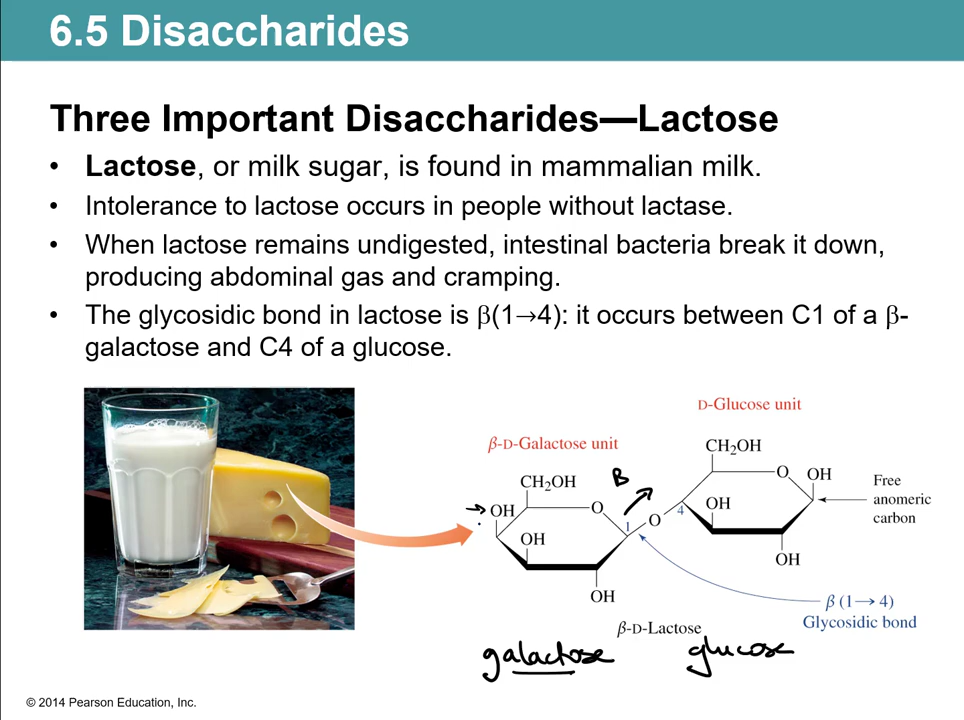 6.5 Disaccharides
Three Important Disaccharides—Lactose
• Lactose, or milk sugar, is found in mammalian milk.
• Intolerance to lactose occurs in people without lactase.
• When lactose remains undigested, intestinal bacteria break it down,
producing abdominal gas and cramping.
• The glycosidic bond in lactose is β(1→4): it occurs between C1 of a β-
galactose and C4 of a glucose.
D-Glucose unit
β-D-Galactose unit
CH₂OH
O
OH
Free
anomeric
carbon
CH₂OH
B
OH
O
1
O
4
OH
OH
OH
OH
β (1→4)
Glycosidic bond
β-D-Lactose
galactose
glucose
© 2014 Pearson Education, Inc.